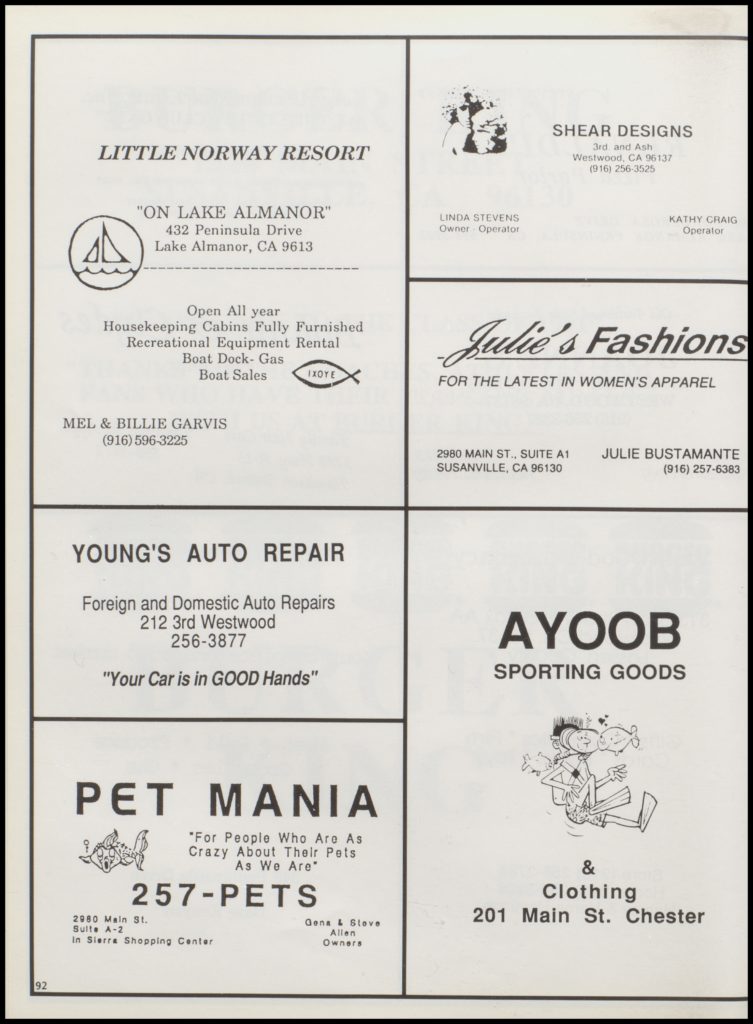 LITTLE NORWAY RESORT
"ON LAKE ALMANOR"
432 Peninsula Drive
Lake Almanor, CA 9613
Open All year
Housekeeping Cabins Fully Furnished
Recreational Equipment Rental
Boat Dock- Gas
Boat Sales
IXOYE
MEL & BILLIE GARVIS
(916) 596-3225
SHEAR DESIGNS
3rd. and Ash
Westwood, CA 96137
(916) 256-3525
LINDA STEVENS
Owner Operator
KATHY CRAIG
Operator
Julie's Fashions
FOR THE LATEST IN WOMEN'S APPAREL
2980 MAIN ST., SUITE A1
SUSANVILLE, CA 96130
JULIE BUSTAMANTE
(916) 257-6383
YOUNG'S AUTO REPAIR
Foreign and Domestic Auto Repairs
212 3rd Westwood
256-3877
"Your Car is in GOOD Hands"
AYOOB
SPORTING GOODS
&
Clothing
201 Main St. Chester
PET MANIA
"For People Who Are As
Crazy About Their Pets
As We Are"
257-PETS
2980 Main St.
Suite A-2
In Sierra Shopping Center
Gena & Steve
Allen
Owners
92